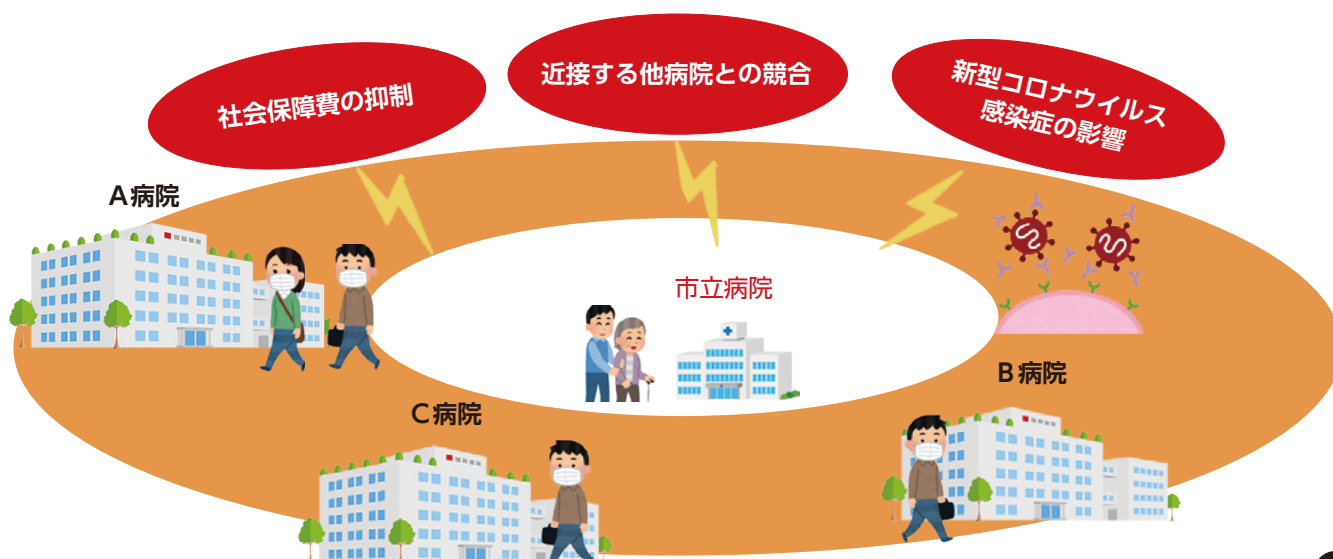 社会保障費の抑制
近接する他病院との競合
新型コロナウイルス
感染症の影響
A病院
市立病院
B病院
C病院